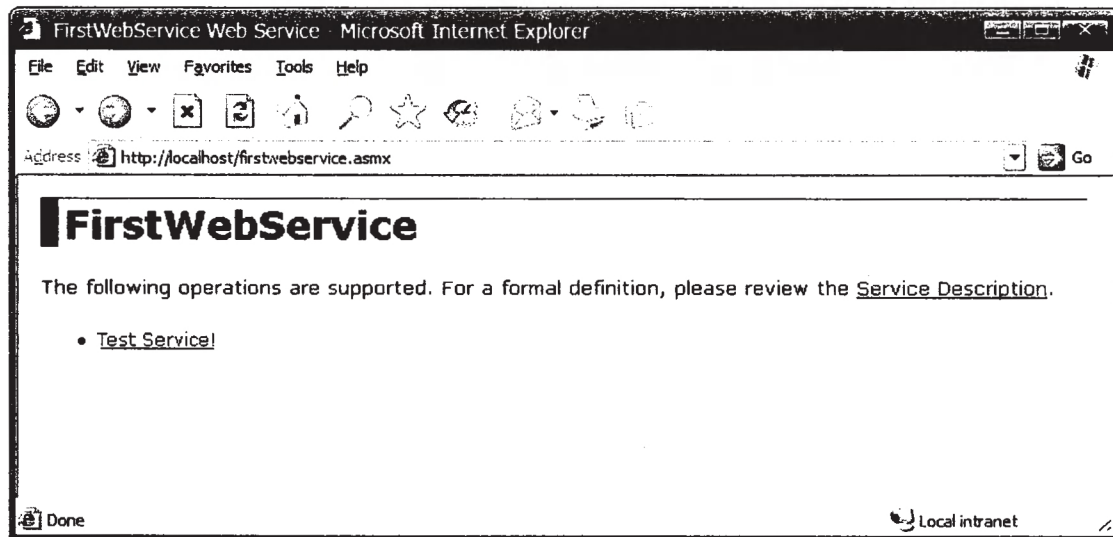 FirstWebService Web Service - Microsoft Internet Explorer
File Edit View Favorites Tools Help
Address http://localhost/firstwebservice.asmx Go
FirstWebService
The following operations are supported. For a formal definition, please review the Service Description.
• Test Service!
Done Local intranet